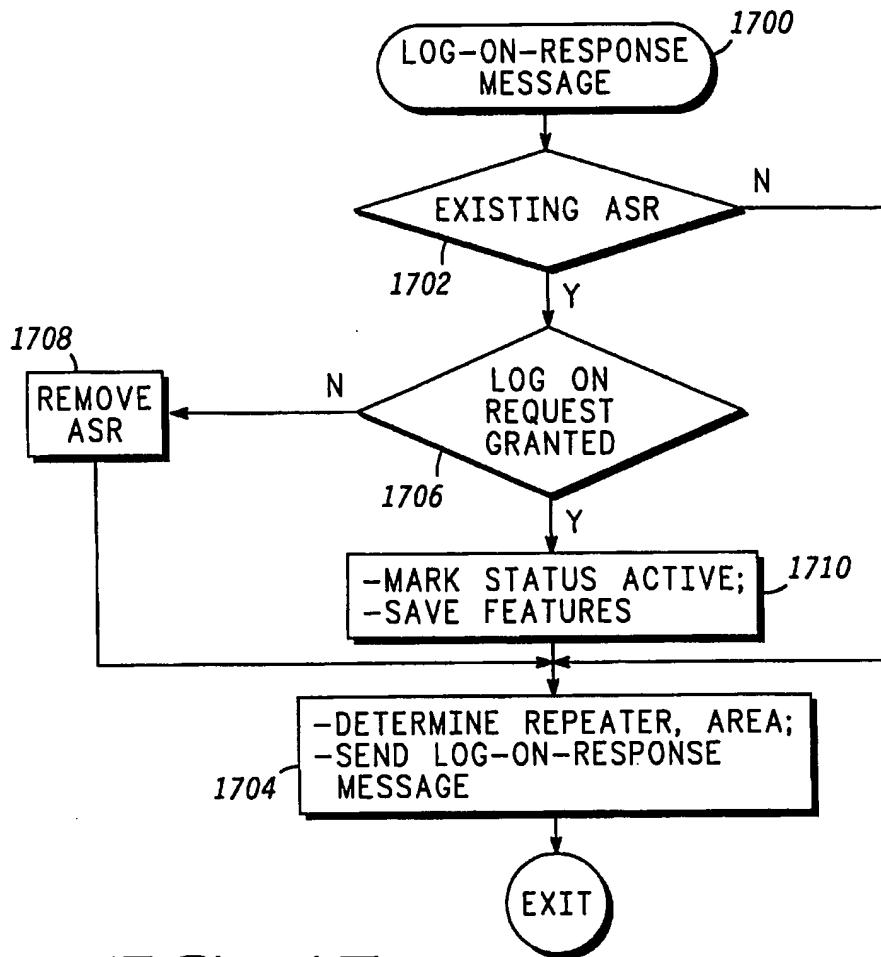 1700
LOG-ON-RESPONSE
MESSAGE
N
EXISTING ASR
1702
Y
1708
REMOVE
ASR
N
LOG ON
REQUEST
GRANTED
1706
Y
-MARK STATUS ACTIVE;
-SAVE FEATURES
1710
-DETERMINE REPEATER, AREA;
-SEND LOG-ON-RESPONSE
MESSAGE
1704
EXIT